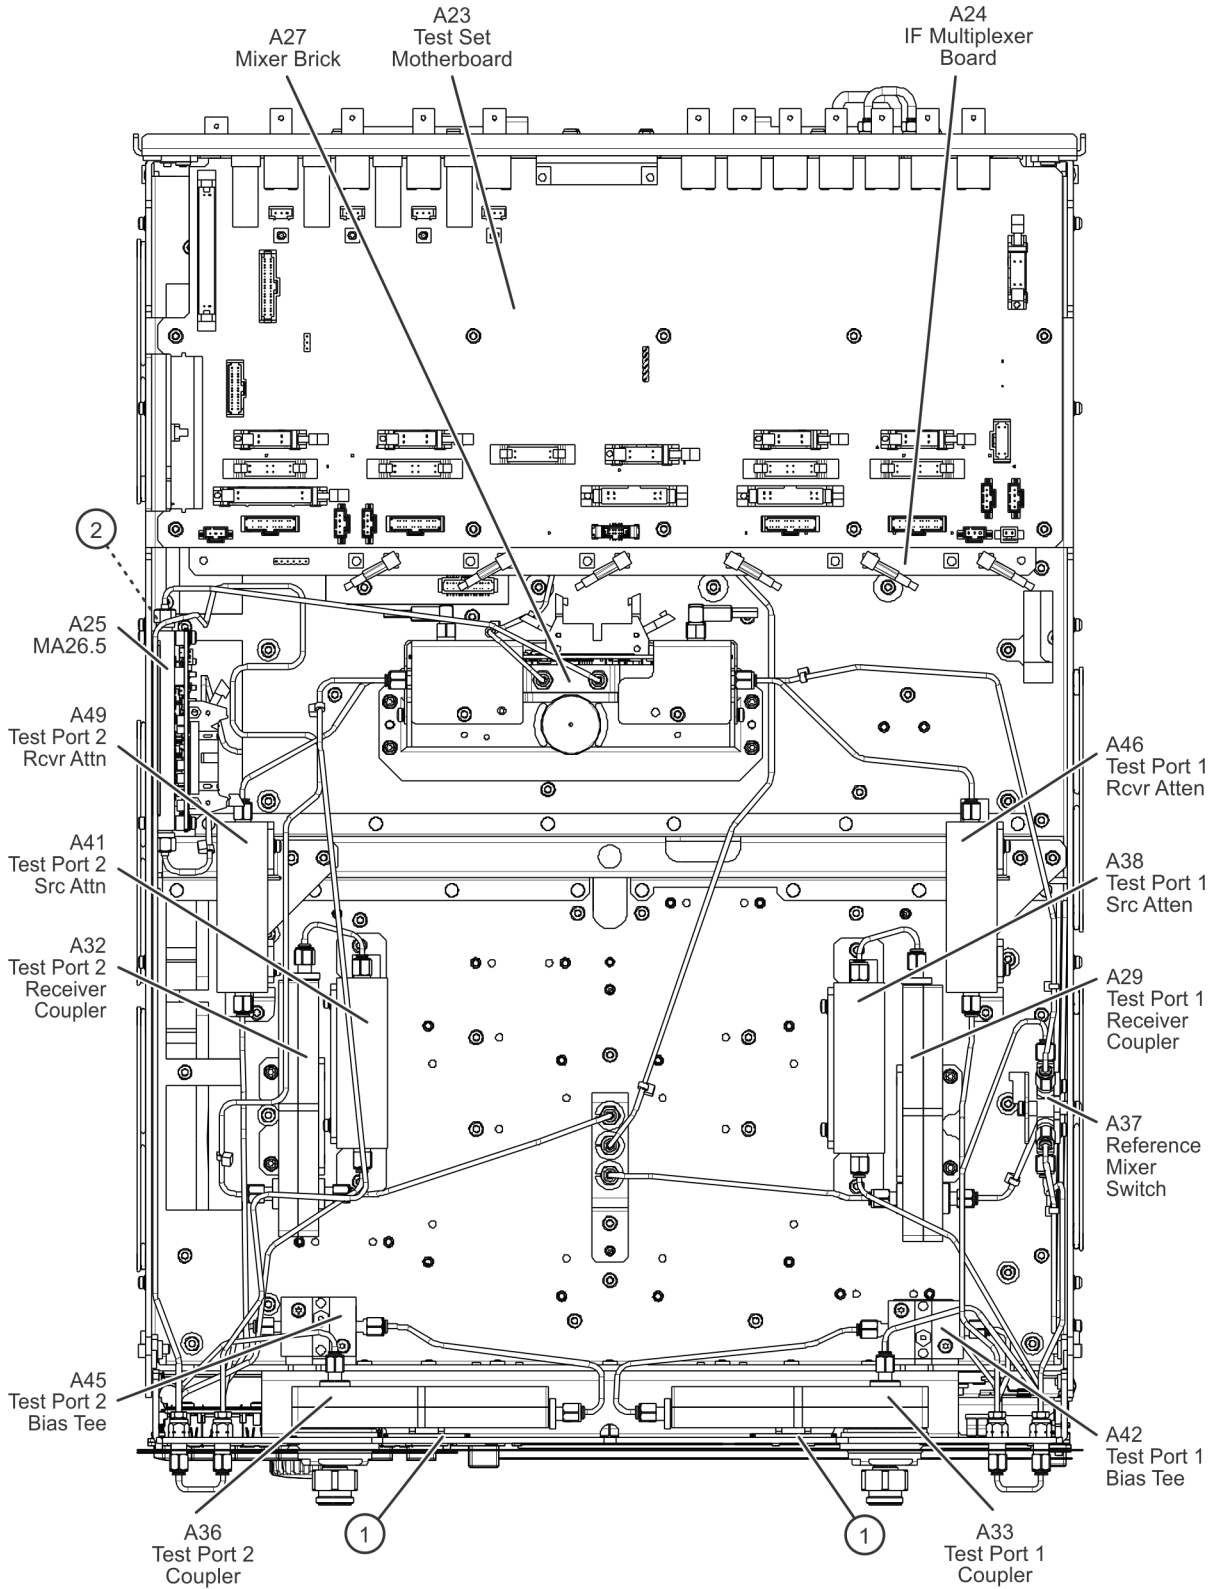 A27
Mixer Brick
A23
Test Set
Motherboard
A24
IF Multiplexer
Board
2
A25
MA26.5
A49
Test Port 2
Rcvr Attn
A41
Test Port 2
Src Attn
A32
Test Port 2
Receiver
Coupler
A46
Test Port 1
Rcvr Atten
A38
Test Port 1
Src Atten
A29
Test Port 1
Receiver
Coupler
A37
Reference
Mixer
Switch
A45
Test Port 2
Bias Tee
A42
Test Port 1
Bias Tee
A36
Test Port 2
Coupler
1
1
A33
Test Port 1
Coupler